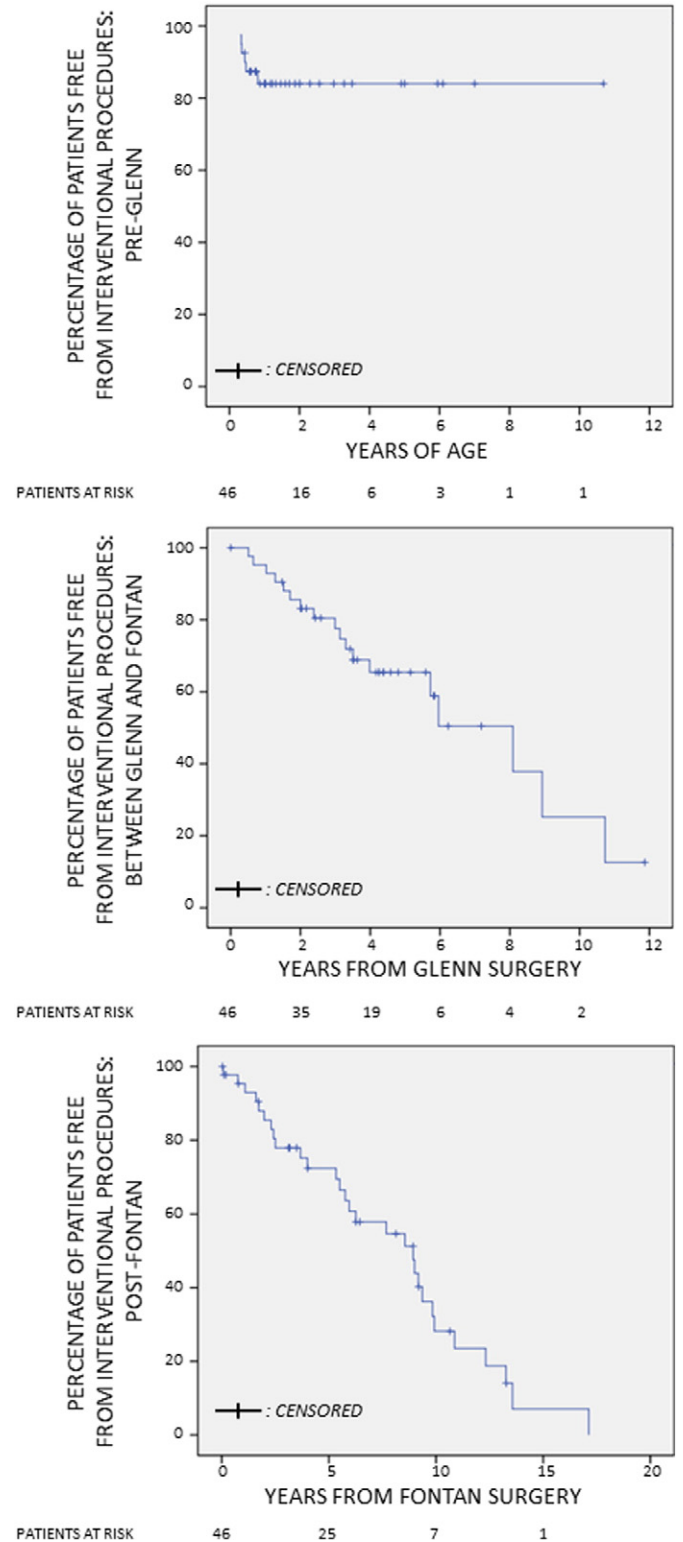 PERCENTAGE OF PATIENTS FREE
FROM INTERVENTIONAL PROCEDURES:
PRE-GLENN
100
80
60
40
20
0
: CENSORED
0 2 4 6 8 10 12
YEARS OF AGE
PATIENTS AT RISK 46 16 6 3 1 1
PERCENTAGE OF PATIENTS FREE
FROM INTERVENTIONAL PROCEDURES:
BETWEEN GLENN AND FONTAN
100
80
60
40
20
0
: CENSORED
0 2 4 6 8 10 12
YEARS FROM GLENN SURGERY
PATIENTS AT RISK 46 35 19 6 4 2
PERCENTAGE OF PATIENTS FREE
FROM INTERVENTIONAL PROCEDURES:
POST-FONTAN
100
80
60
40
20
0
: CENSORED
0 5 10 15 20
YEARS FROM FONTAN SURGERY
PATIENTS AT RISK 46 25 7 1